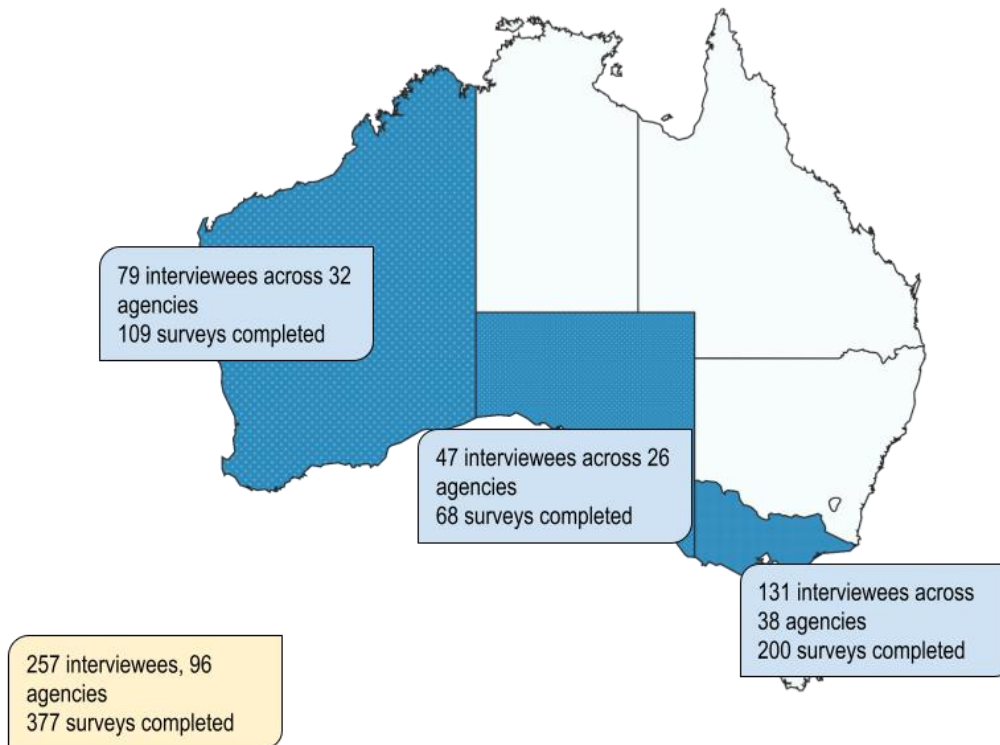 79 interviewees across 32
agencies
109 surveys completed
47 interviewees across 26
agencies
68 surveys completed
131 interviewees across
38 agencies
200 surveys completed
257 interviewees, 96
agencies
377 surveys completed